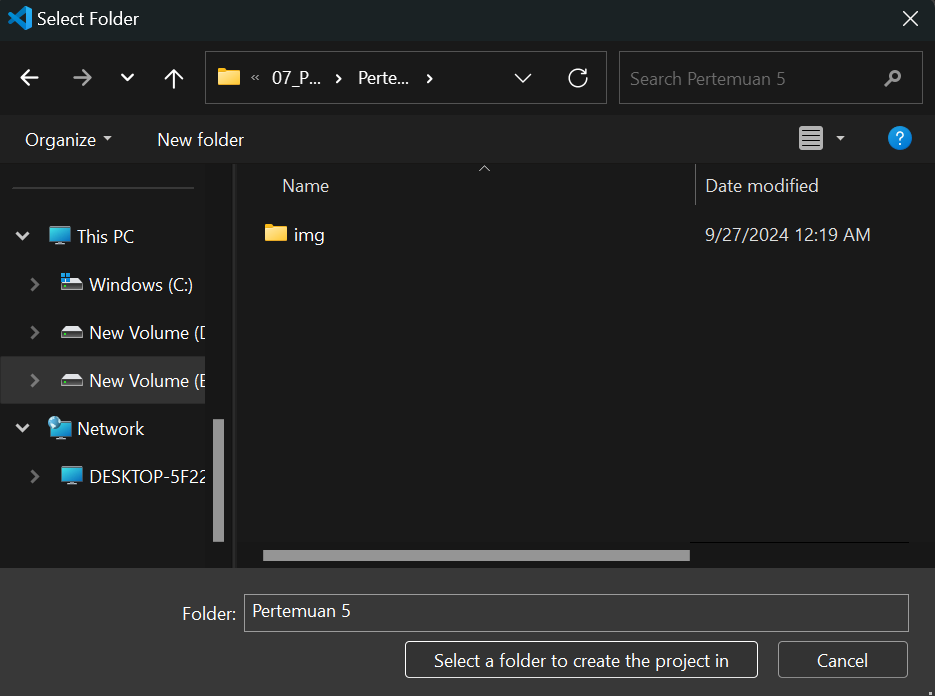 Select Folder
« 07_P... › Perte... ›
Search Pertemuan 5
Organize
New folder
?
Name
Date modified
img
9/27/2024 12:19 AM
This PC
Windows (C:)
New Volume (D
New Volume (E
Network
DESKTOP-5F22
Folder:
Pertemuan 5
Select a folder to create the project in
Cancel